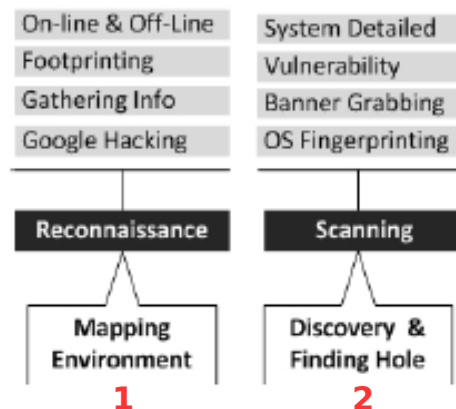 On-line & Off-Line
Footprinting
Gathering Info
Google Hacking
Reconnaissance
Mapping
Environment
1
System Detailed
Vulnerability
Banner Grabbing
OS Fingerprinting
Scanning
Discovery &
Finding Hole
2